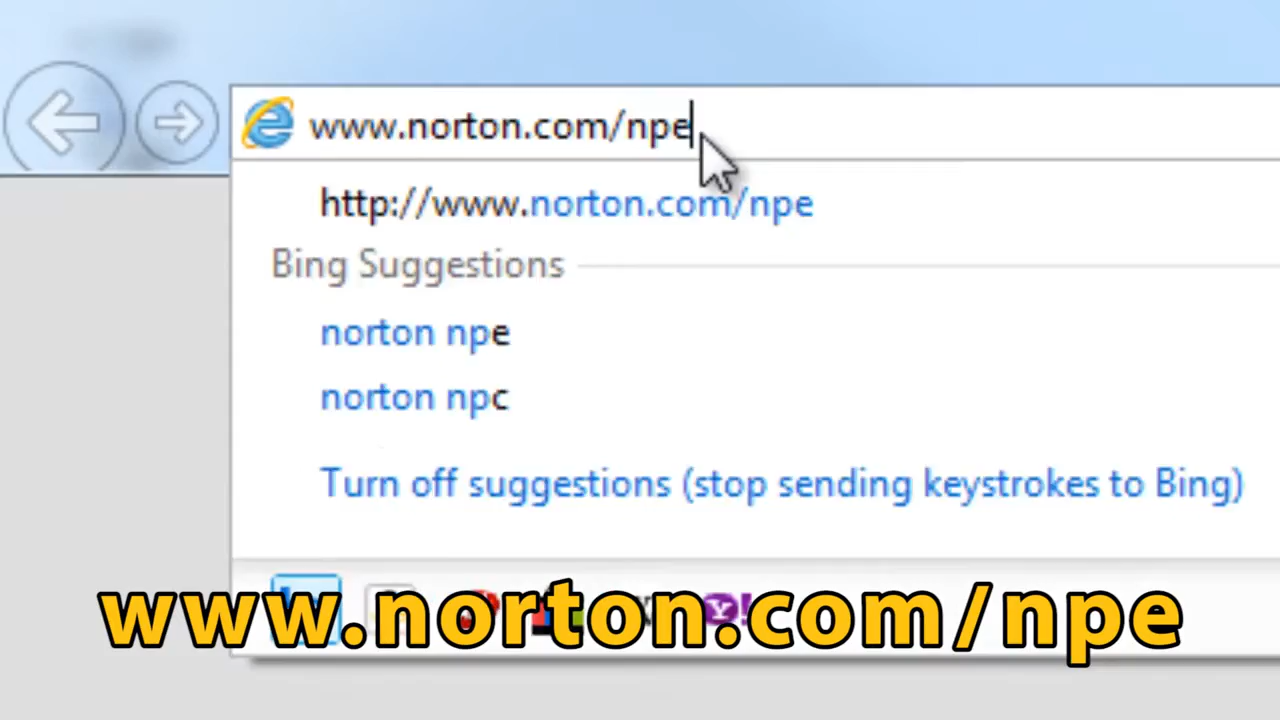 www.norton.com/npe
http://www.norton.com/npe
Bing Suggestions
norton npe
norton npc
Turn off suggestions (stop sending keystrokes to Bing)
www.norton.com/npe